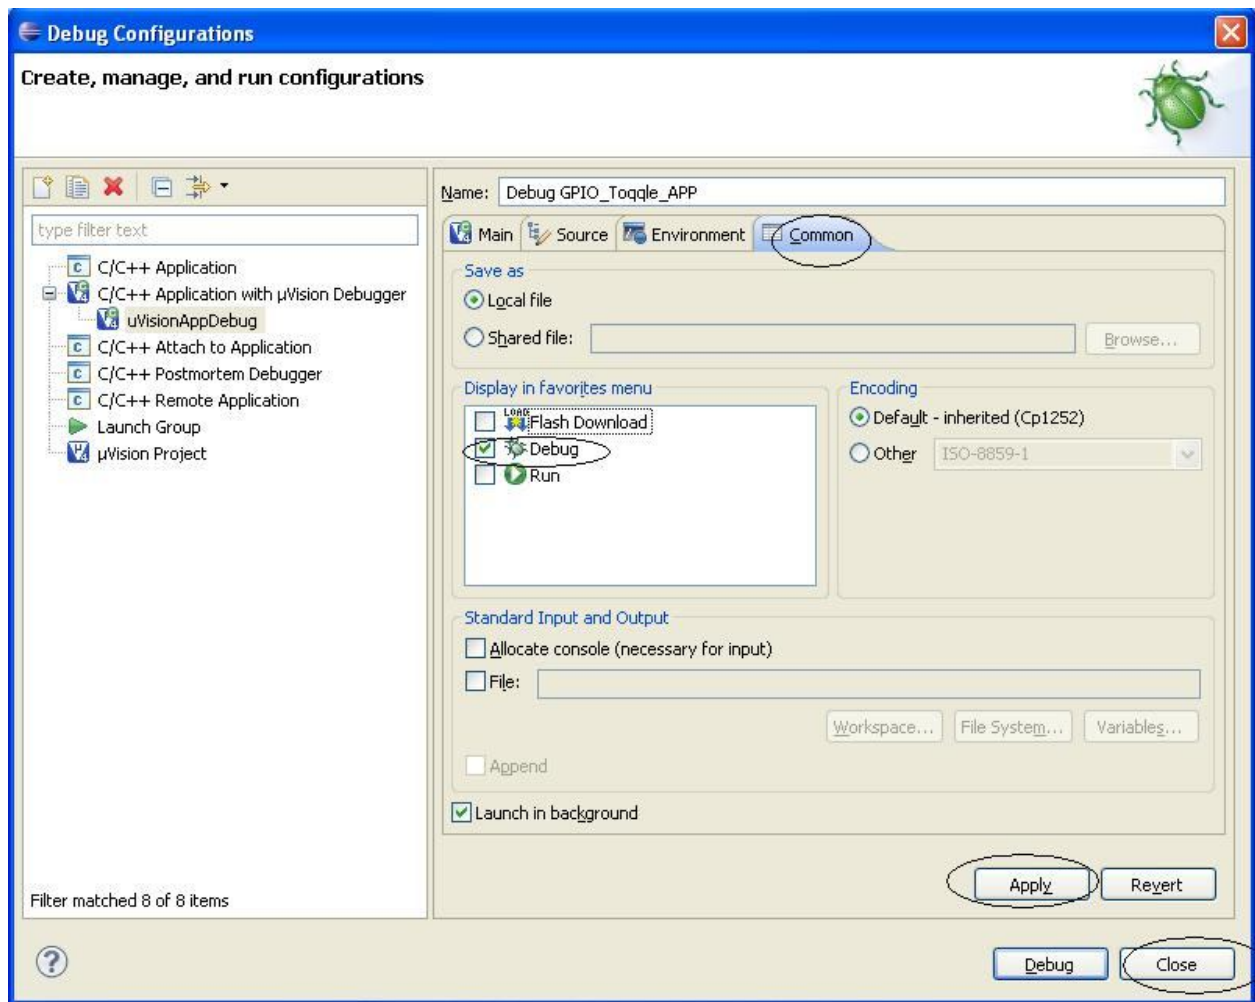 Debug Configurations
Create, manage, and run configurations
type filter text
C/C++ Application
C/C++ Application with µVision Debugger
uVisionAppDebug
C/C++ Attach to Application
C/C++ Postmortem Debugger
C/C++ Remote Application
Launch Group
µVision Project
Filter matched 8 of 8 items
Name: Debug GPIO_Toqqle_APP
Main Source Environment Common
Save as
Local file
Shared file: Browse...
Display in favorites menu
LOAD Flash Download
Debug
Run
Encoding
Default - inherited (Cp1252)
Other ISO-8859-1
Standard Input and Output
Allocate console (necessary for input)
File:
Workspace... File System... Variables...
Append
Launch in background
Apply Revert
? Debug Close